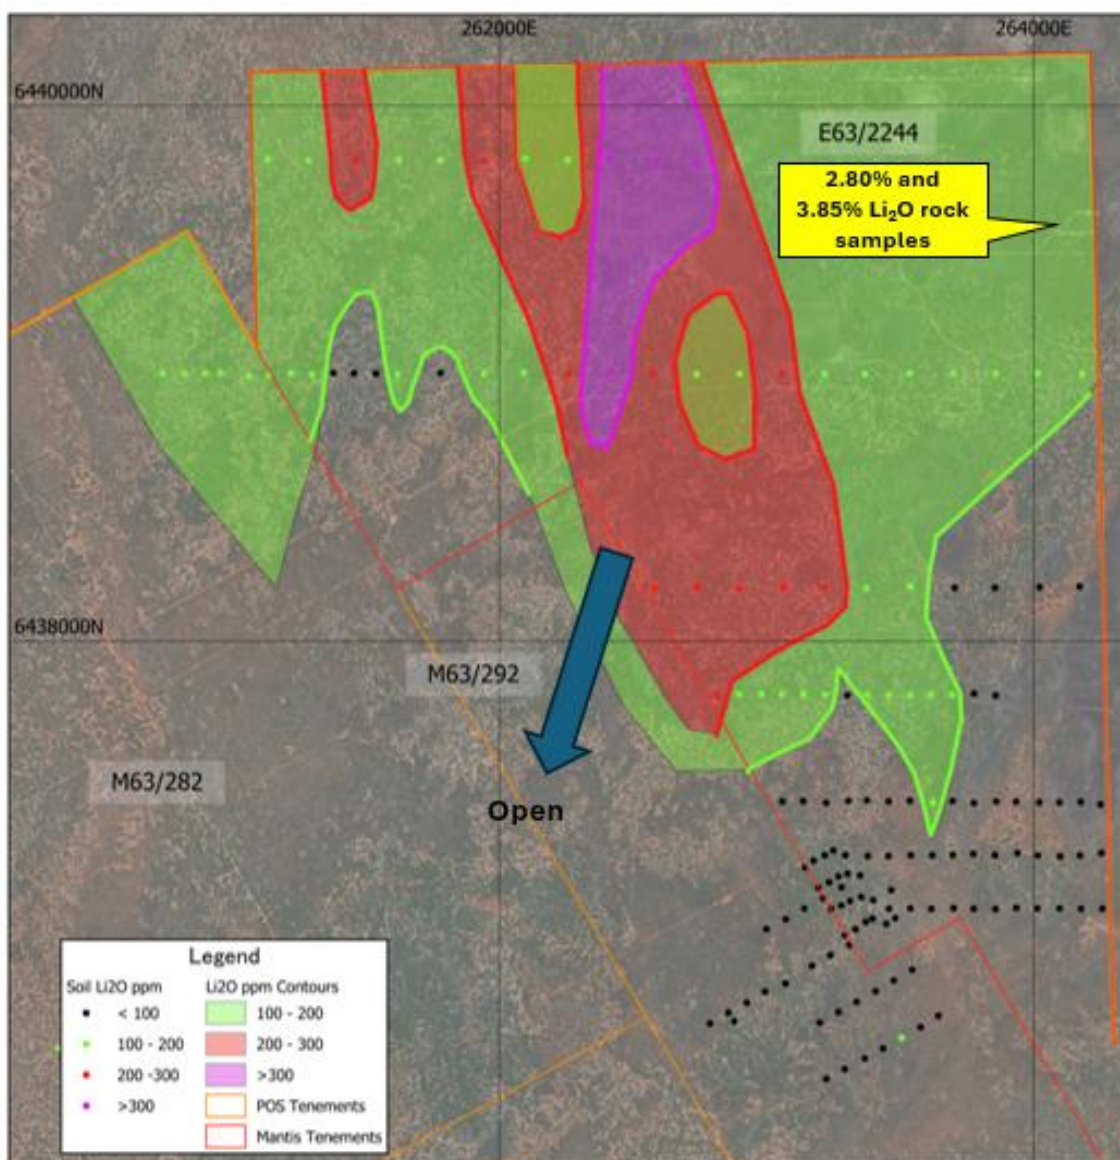 262000E
264000E
6440000N
E63/2244
2.80% and
3.85% Li₂O rock
samples
6438000N
M63/292
M63/282
Open
Legend
Soil Li2O ppm
< 100
100 - 200
200 -300
>300
Li2O ppm Contours
100 - 200
200 - 300
>300
POS Tenements
Mantis Tenements